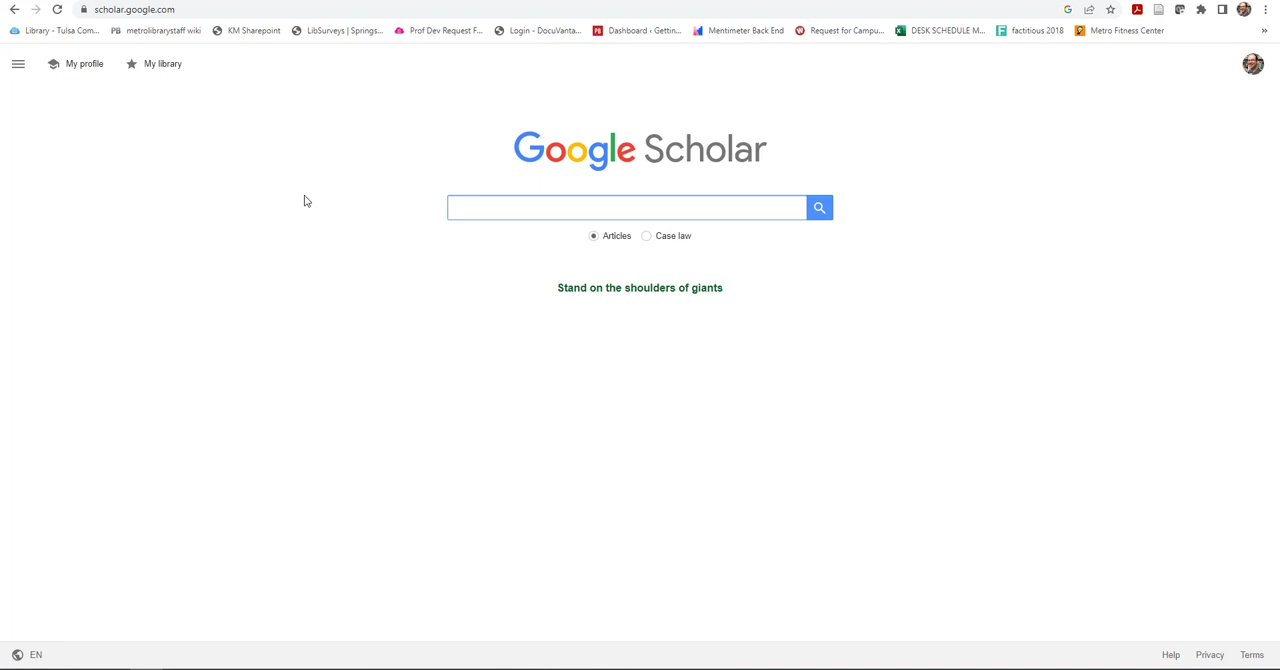 scholar.google.com
Library - Tulsa Com...
PB metrolibrarystaff wiki
KM Sharepoint
LibSurveys | Springs...
Prof Dev Request F...
Login - DocuVanta...
PB Dashboard ‹ Gettin...
Mentimeter Back End
Request for Campu...
DESK SCHEDULE M...
F factitious 2018
Metro Fitness Center
»
My profile
My library
Google Scholar
Articles
Case law
Stand on the shoulders of giants
EN
Help
Privacy
Terms